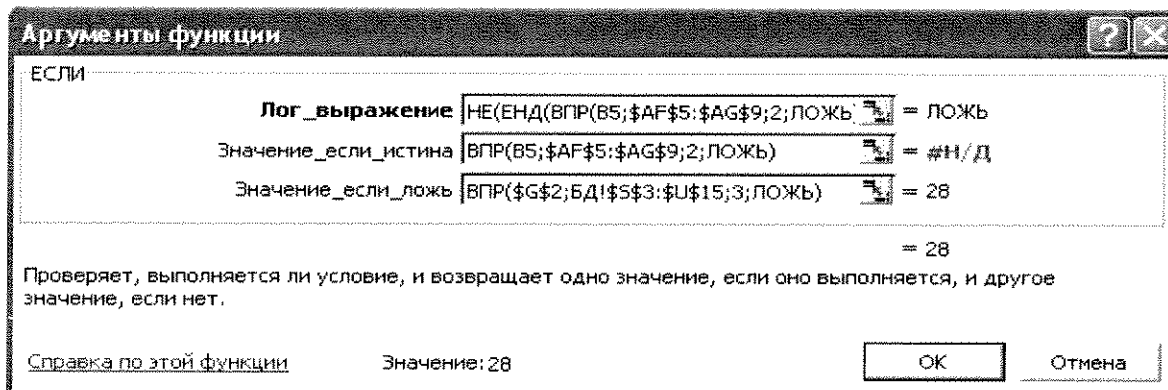 Аргументы функции
ЕСЛИ
Лог_выражение НЕ(ЕНД(ВПР(B5;$AF$5:$AG$9;2;ЛОЖЬ) = ЛОЖЬ
Значение_если_истина ВПР(B5;$AF$5:$AG$9;2;ЛОЖЬ) = #Н/Д
Значение_если_ложь ВПР($G$2;БД!$S$3:$U$15;3;ЛОЖЬ) = 28
= 28
Проверяет, выполняется ли условие, и возвращает одно значение, если оно выполняется, и другое
значение, если нет.
Справка по этой функции Значение:28 ОК Отмена